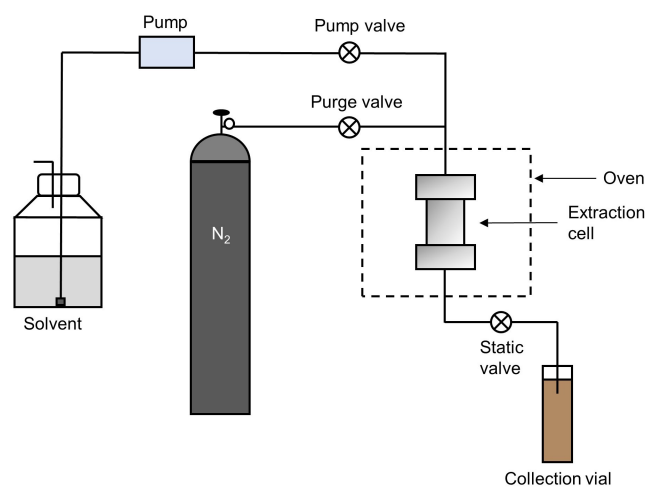 Pump
Pump valve
Purge valve
Oven
Extraction
cell
N₂
Solvent
Static
valve
Collection vial